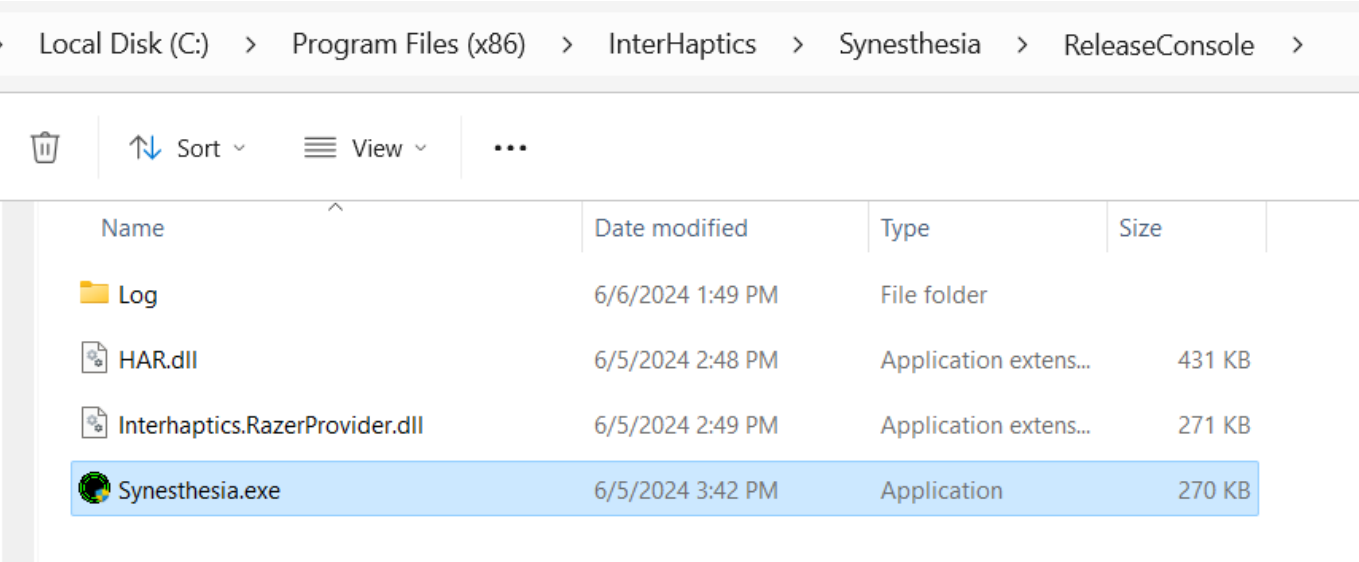 Local Disk (C:) > Program Files (x86) > InterHaptics > Synesthesia > ReleaseConsole >
Sort View
Name Date modified Type Size
Log 6/6/2024 1:49 PM File folder
HAR.dll 6/5/2024 2:48 PM Application extens... 431 KB
Interhaptics.RazerProvider.dll 6/5/2024 2:49 PM Application extens... 271 KB
Synesthesia.exe 6/5/2024 3:42 PM Application 270 KB